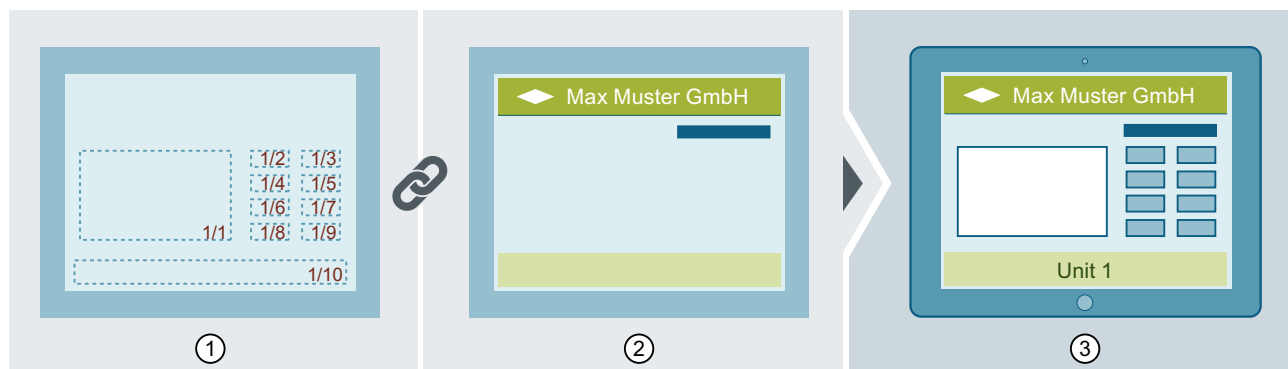 1/2 1/3
1/4 1/5
1/6 1/7
1/1 1/8 1/9
1/10
1
Max Muster GmbH
2
Max Muster GmbH
Unit 1
3